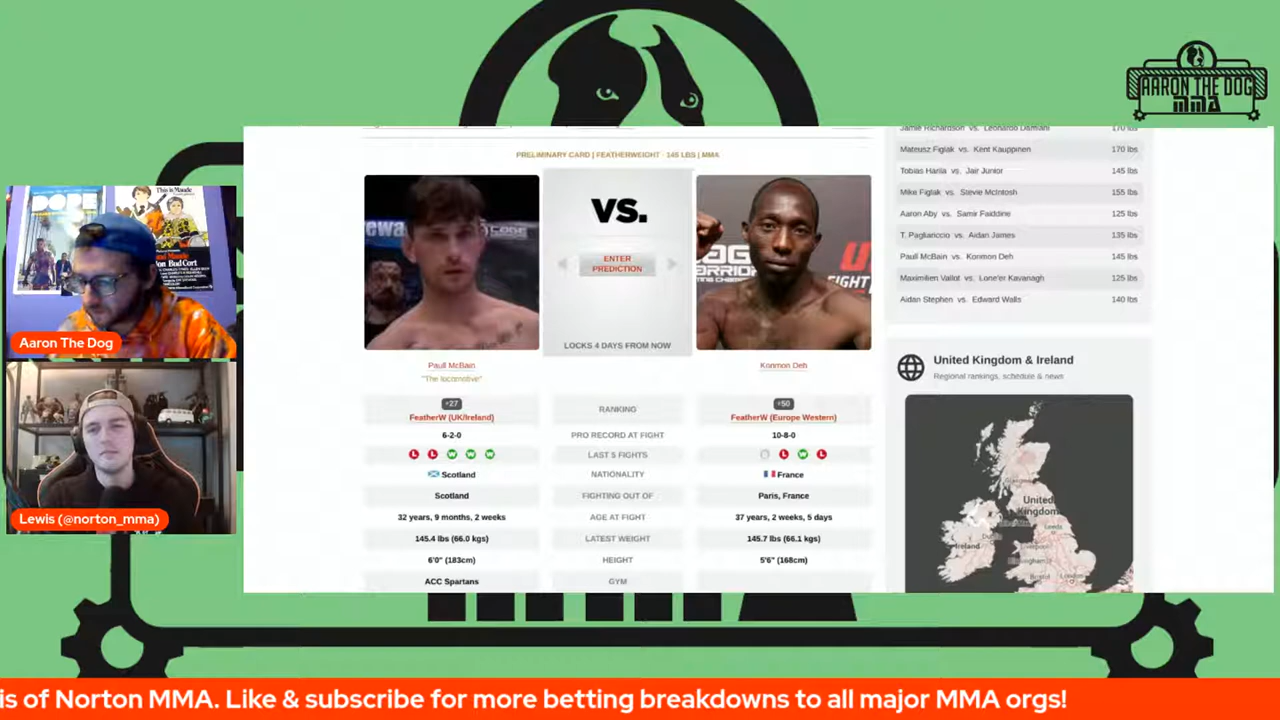 AARON THE DOG
MMA
PRELIMINARY CARD | FEATHERWEIGHT · 145 LBS | MMA
VS.
ENTER
PREDICTION
LOCKS 4 DAYS FROM NOW
Paull McBain
"The locomotive"
Konmon Deh
+27
FeatherW (UK/Ireland)
RANKING
+50
FeatherW (Europe Western)
6-2-0
PRO RECORD AT FIGHT
10-8-0
L L W W W
LAST 5 FIGHTS
L W L
Scotland
NATIONALITY
France
Scotland
FIGHTING OUT OF
Paris, France
32 years, 9 months, 2 weeks
AGE AT FIGHT
37 years, 2 weeks, 5 days
145.4 lbs (66.0 kgs)
LATEST WEIGHT
145.7 lbs (66.1 kgs)
6'0" (183cm)
HEIGHT
5'6" (168cm)
ACC Spartans
GYM
Jamie Richardson vs. Leonardo Damiani 170 lbs
Mateusz Figlak vs. Kent Kauppinen 170 lbs
Tobias Harila vs. Jair Junior 145 lbs
Mike Figlak vs. Stevie McIntosh 155 lbs
Aaron Aby vs. Samir Faiddine 125 lbs
T. Pagliariccio vs. Aidan James 135 lbs
Paull McBain vs. Konmon Deh 145 lbs
Maximilien Vallot vs. Lone'er Kavanagh 125 lbs
Aidan Stephen vs. Edward Walls 140 lbs
United Kingdom & Ireland
Regional rankings, schedule & news
United
Kingdom
Leeds
Ireland
Bristol
London
DOPE
This is Maude
Bud Cort
Aaron The Dog
Lewis (@norton_mma)
is of Norton MMA. Like & subscribe for more betting breakdowns to all major MMA orgs!